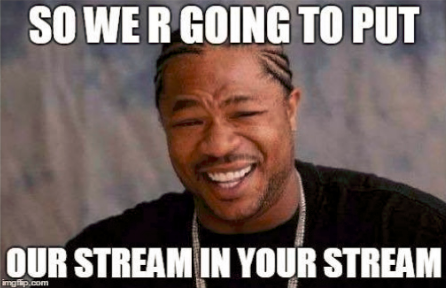 SO WE R GOING TO PUT
OUR STREAM IN YOUR STREAM
imgflip.com